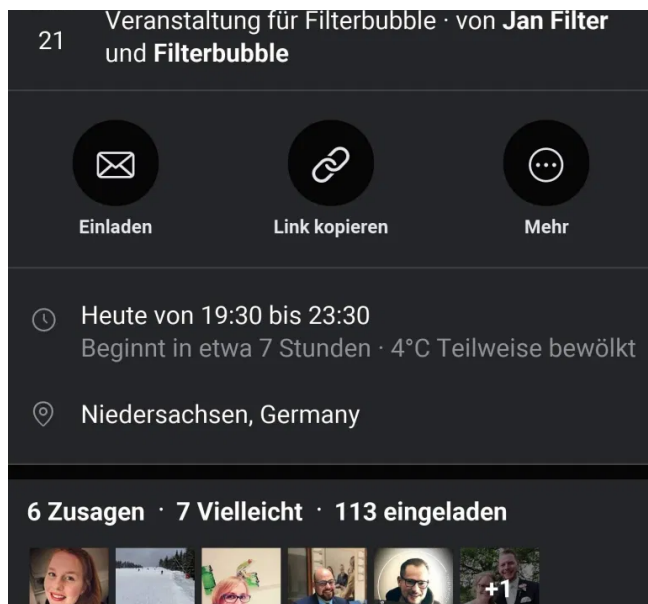 Veranstaltung für Filterbubble · von Jan Filter
21
und Filterbubble
Einladen
Link kopieren
Mehr
Heute von 19:30 bis 23:30
Beginnt in etwa 7 Stunden · 4°C Teilweise bewölkt
Niedersachsen, Germany
6 Zusagen · 7 Vielleicht · 113 eingeladen
+1